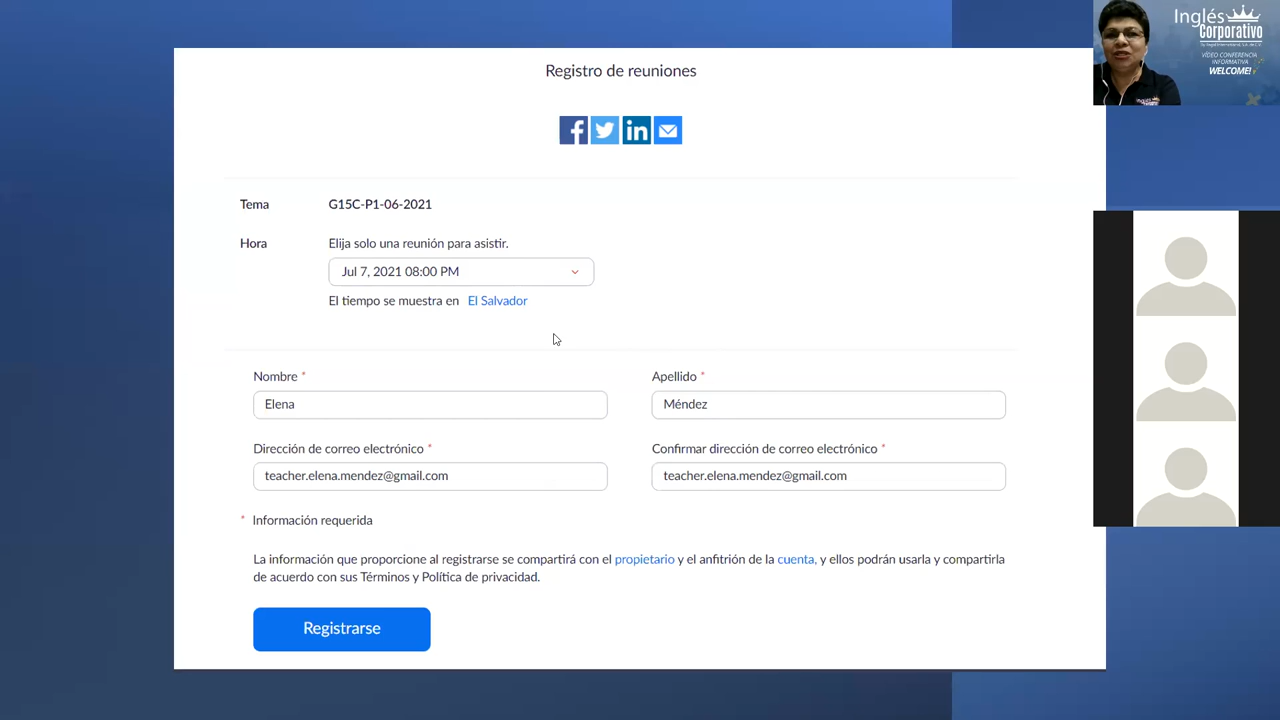 Registro de reuniones
Tema
G15C-P1-06-2021
Hora
Elija solo una reunión para asistir.
Jul 7, 2021 08:00 PM
El tiempo se muestra en El Salvador
Nombre *
Apellido *
Elena
Méndez
Dirección de correo electrónico *
Confirmar dirección de correo electrónico *
teacher.elena.mendez@gmail.com
teacher.elena.mendez@gmail.com
* Información requerida
La información que proporcione al registrarse se compartirá con el propietario y el anfitrión de la cuenta, y ellos podrán usarla y compartirla
de acuerdo con sus Términos y Política de privacidad.
Registrarse
Inglés
Corporativo
VIDEO CONFERENCIA
INFORMATIVA
WELCOME!